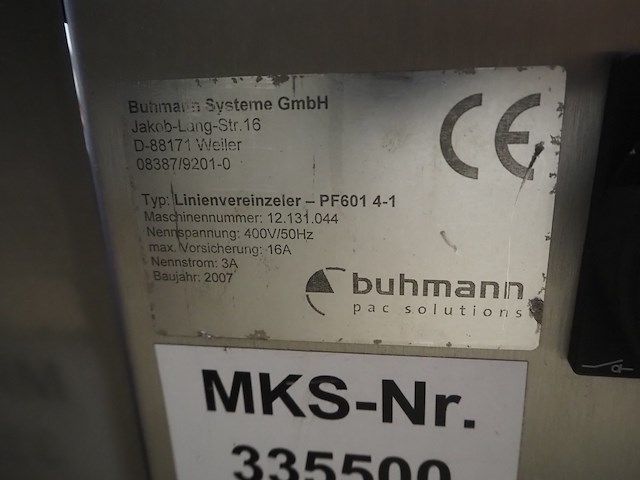 Buhmann Systeme GmbH
Jakob-Lang-Str.16
D-88171 Weiler
08387/9201-0
CE
Typ: Linienvereinzeler – PF601 4-1
Maschinennummer: 12.131.044
Nennspannung: 400V/50Hz
max. Vorsicherung: 16A
Nennstrom: 3A
Baujahr: 2007
buhmann
pac solutions
MKS-Nr.
335500